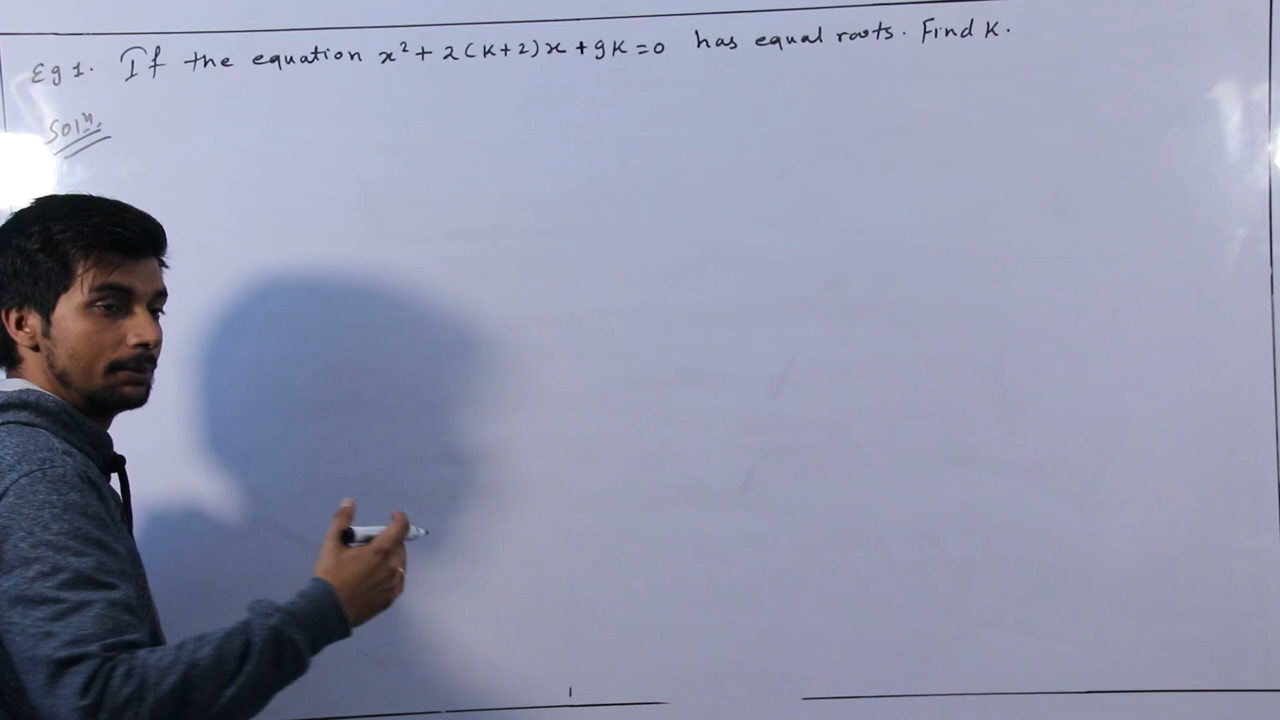 Eg 1. If the equation x² + 2(K+2)x + 9K = 0 has equal roots. Find K.
Solⁿ.